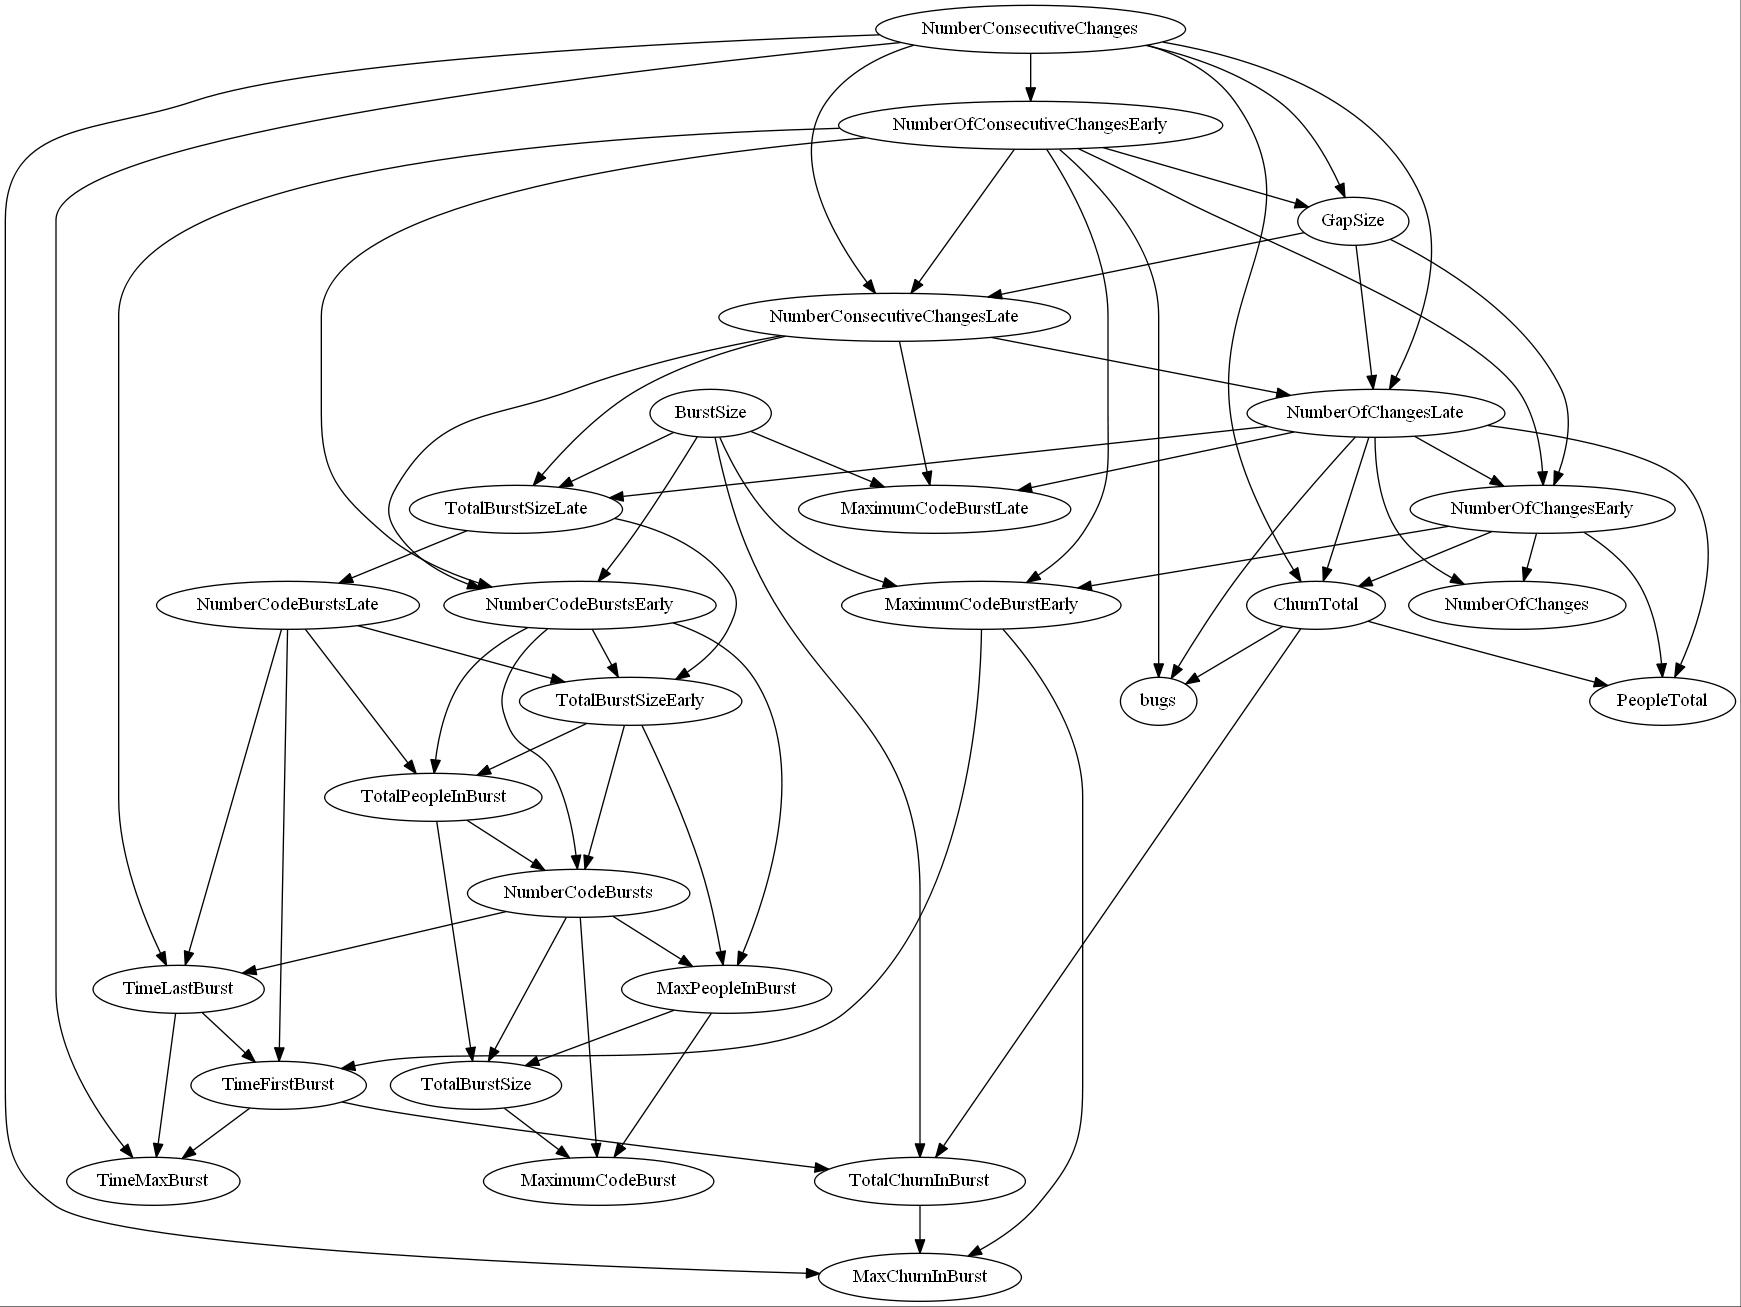 NumberConsecutiveChanges
NumberOfConsecutiveChangesEarly
GapSize
NumberConsecutiveChangesLate
BurstSize
NumberOfChangesLate
TotalBurstSizeLate
MaximumCodeBurstLate
NumberOfChangesEarly
NumberCodeBurstsLate
NumberCodeBurstsEarly
MaximumCodeBurstEarly
ChurnTotal
NumberOfChanges
TotalBurstSizeEarly
bugs
PeopleTotal
TotalPeopleInBurst
NumberCodeBursts
TimeLastBurst
MaxPeopleInBurst
TimeFirstBurst
TotalBurstSize
TimeMaxBurst
MaximumCodeBurst
TotalChurnInBurst
MaxChurnInBurst